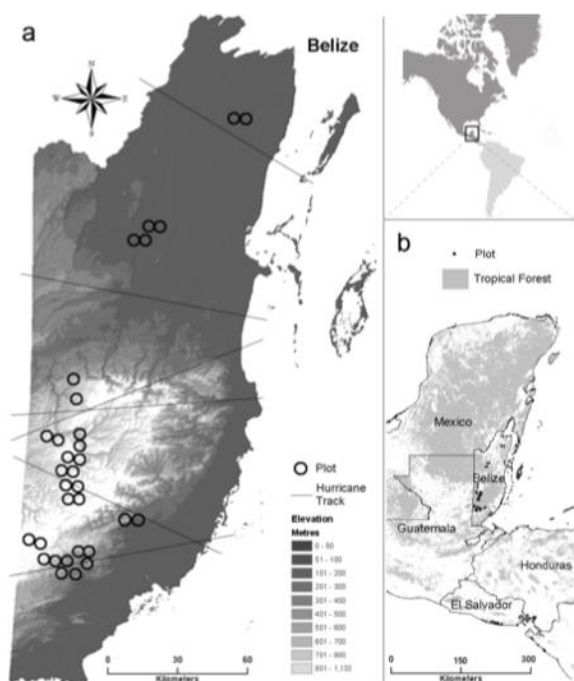 a
Belize
N
W
E
S
Plot
Hurricane
Track
Elevation
Metres
0 - 50
51 - 100
101 - 200
201 - 300
301 - 400
401 - 500
501 - 600
601 - 700
701 - 800
801 - 1,133
0
30
60
Kilometers
b
Plot
Tropical Forest
Mexico
Belize
Guatemala
Honduras
El Salvador
0
150
300
Kilometers